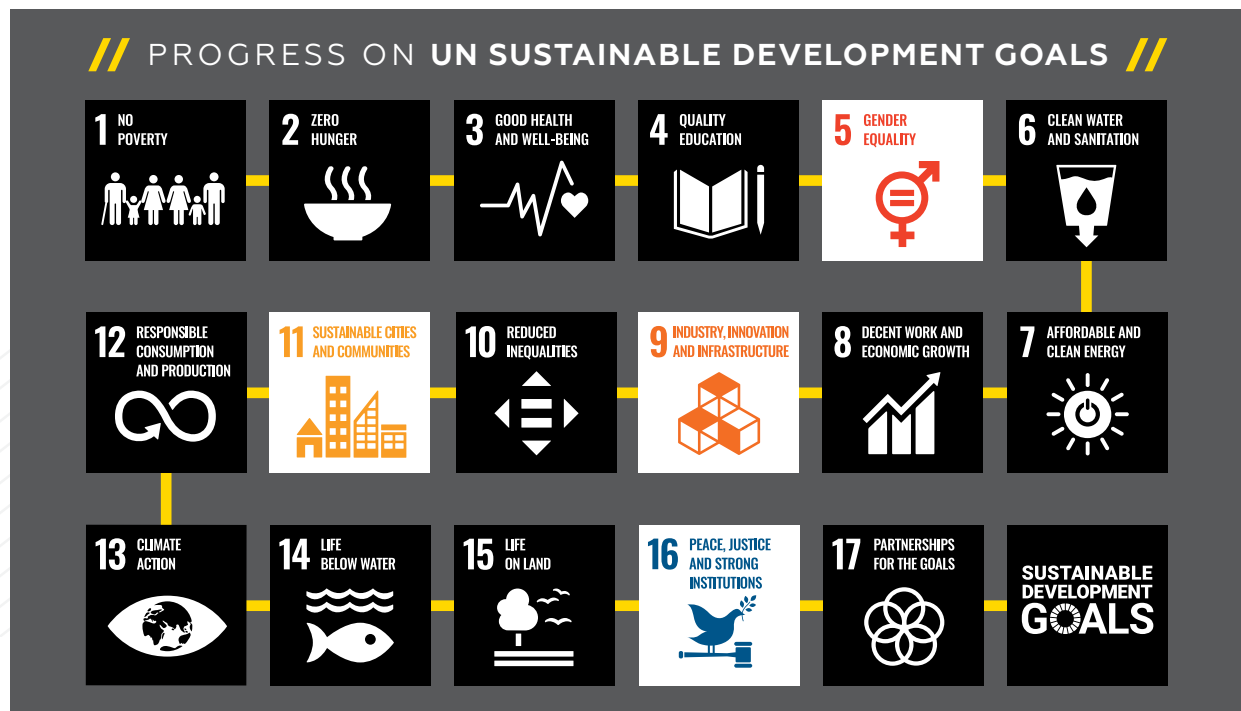 // PROGRESS ON UN SUSTAINABLE DEVELOPMENT GOALS //
1 NO
POVERTY
2 ZERO
HUNGER
3 GOOD HEALTH
AND WELL-BEING
4 QUALITY
EDUCATION
5 GENDER
EQUALITY
6 CLEAN WATER
AND SANITATION
12 RESPONSIBLE
CONSUMPTION
AND PRODUCTION
11 SUSTAINABLE CITIES
AND COMMUNITIES
10 REDUCED
INEQUALITIES
9 INDUSTRY, INNOVATION
AND INFRASTRUCTURE
8 DECENT WORK AND
ECONOMIC GROWTH
7 AFFORDABLE AND
CLEAN ENERGY
13 CLIMATE
ACTION
14 LIFE
BELOW WATER
15 LIFE
ON LAND
16 PEACE, JUSTICE
AND STRONG
INSTITUTIONS
17 PARTNERSHIPS
FOR THE GOALS
SUSTAINABLE
DEVELOPMENT
GOALS